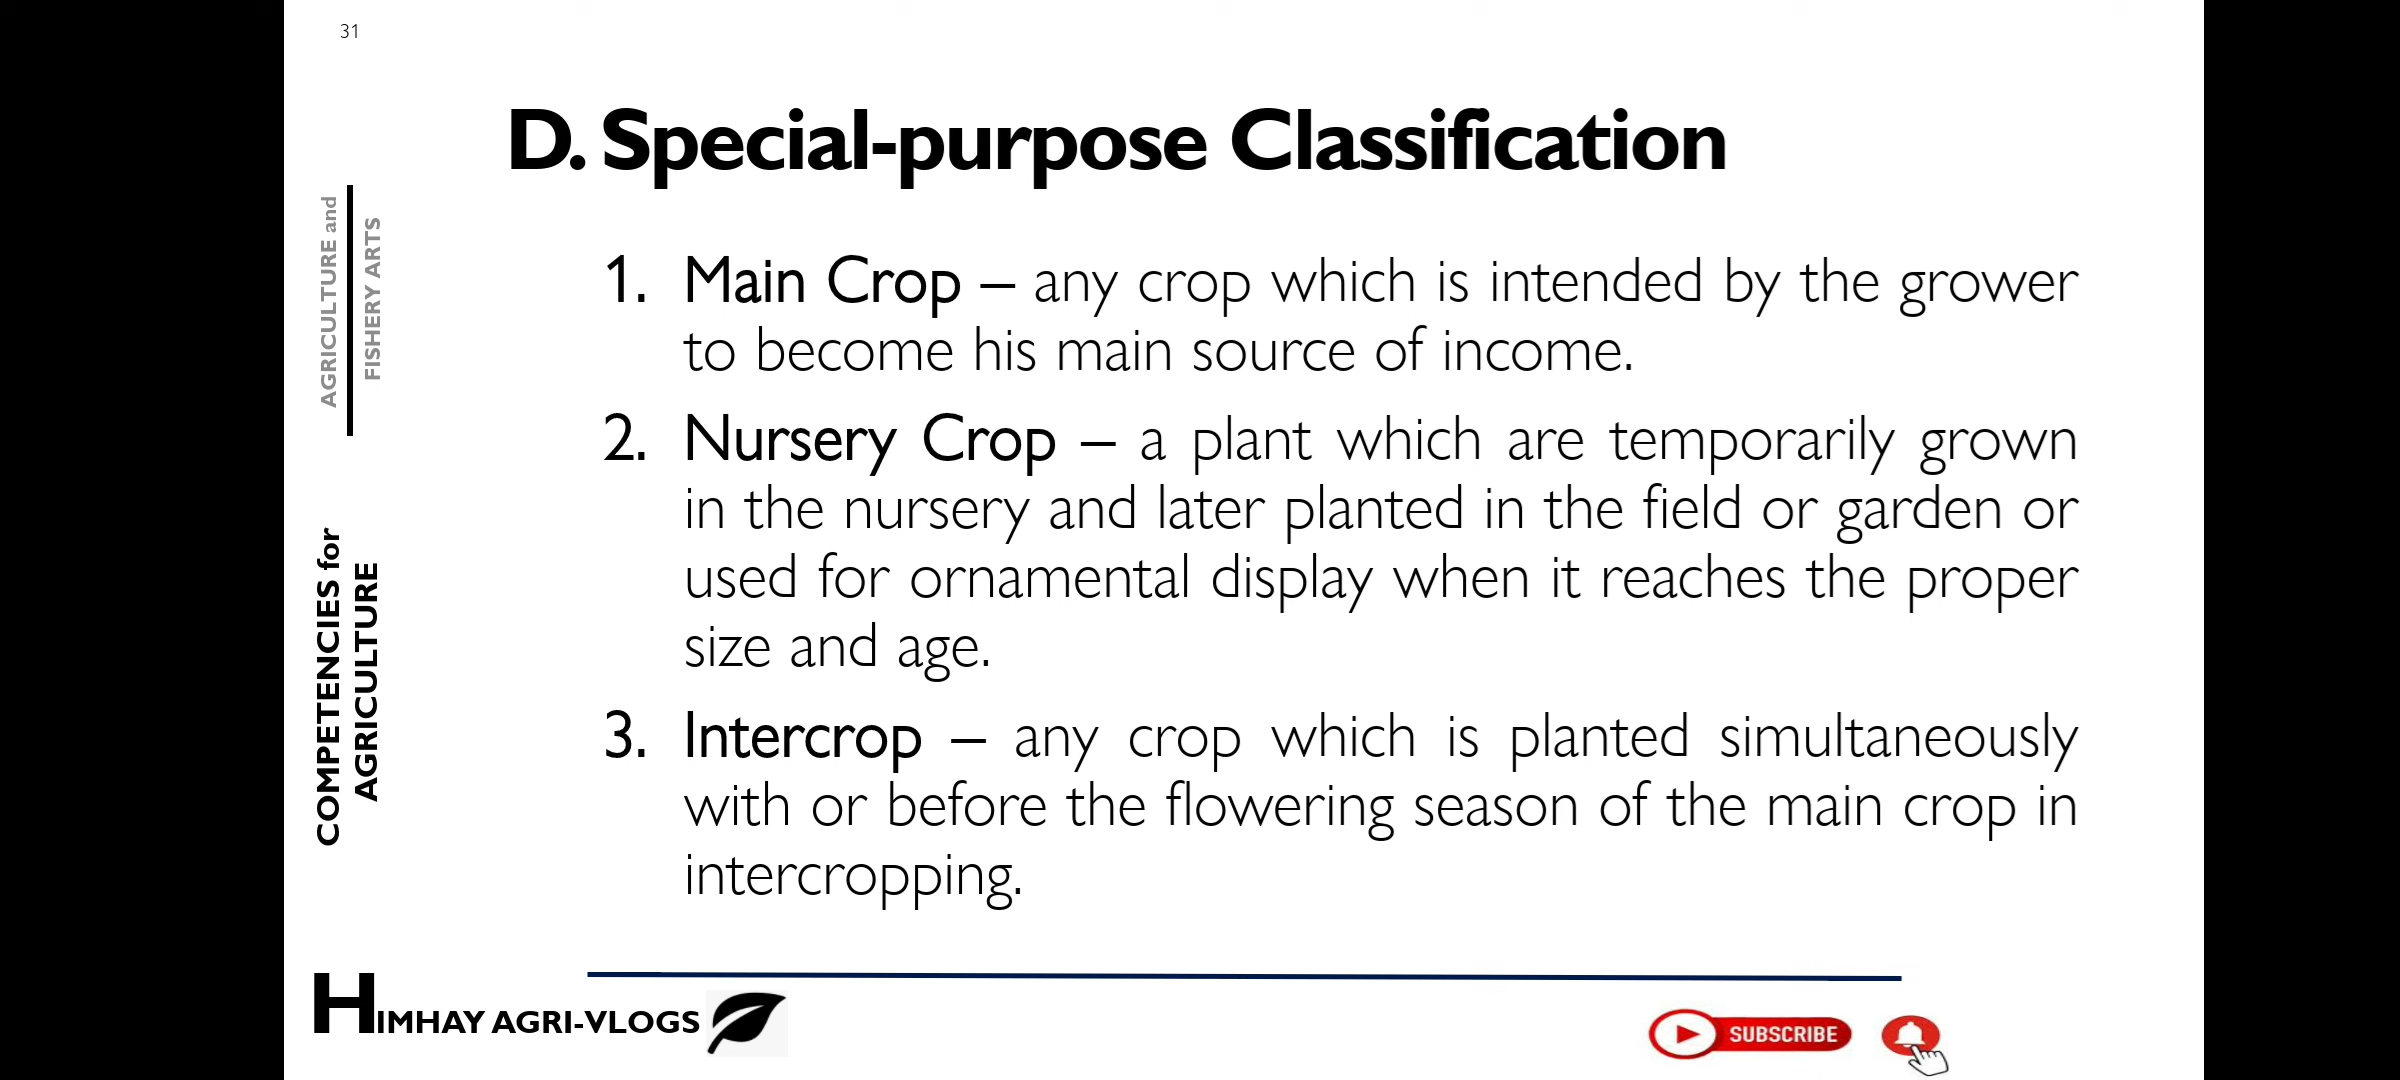 31
D. Special-purpose Classification
AGRICULTURE and
FISHERY ARTS
1. Main Crop – any crop which is intended by the grower
to become his main source of income.
2. Nursery Crop – a plant which are temporarily grown
in the nursery and later planted in the field or garden or
used for ornamental display when it reaches the proper
size and age.
COMPETENCIES for
AGRICULTURE
3. Intercrop – any crop which is planted simultaneously
with or before the flowering season of the main crop in
intercropping.
HIMHAY AGRI-VLOGS
SUBSCRIBE